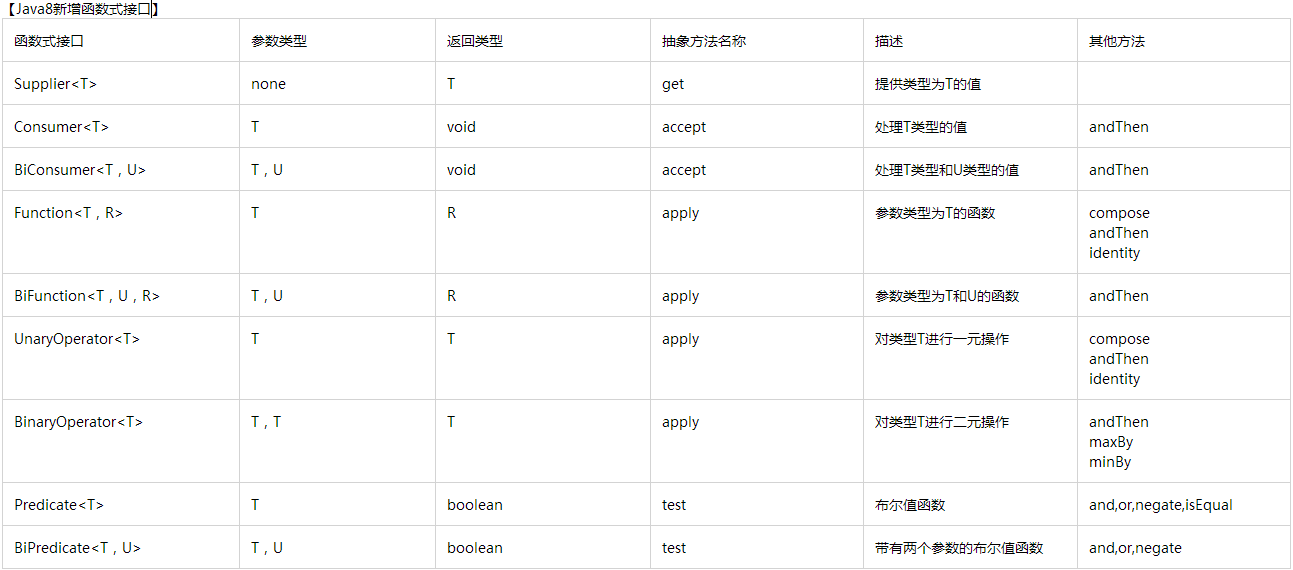 【Java8新增函数式接口】
函数式接口 参数类型 返回类型 抽象方法名称 描述 其他方法
Supplier<T> none T get 提供类型为T的值
Consumer<T> T void accept 处理T类型的值 andThen
BiConsumer<T，U> T，U void accept 处理T类型和U类型的值 andThen
Function<T，R> T R apply 参数类型为T的函数 compose
andThen
identity
BiFunction<T，U，R> T，U R apply 参数类型为T和U的函数 andThen
UnaryOperator<T> T T apply 对类型T进行一元操作 compose
andThen
identity
BinaryOperator<T> T，T T apply 对类型T进行二元操作 andThen
maxBy
minBy
Predicate<T> T boolean test 布尔值函数 and,or,negate,isEqual
BiPredicate<T，U> T，U boolean test 带有两个参数的布尔值函数 and,or,negate